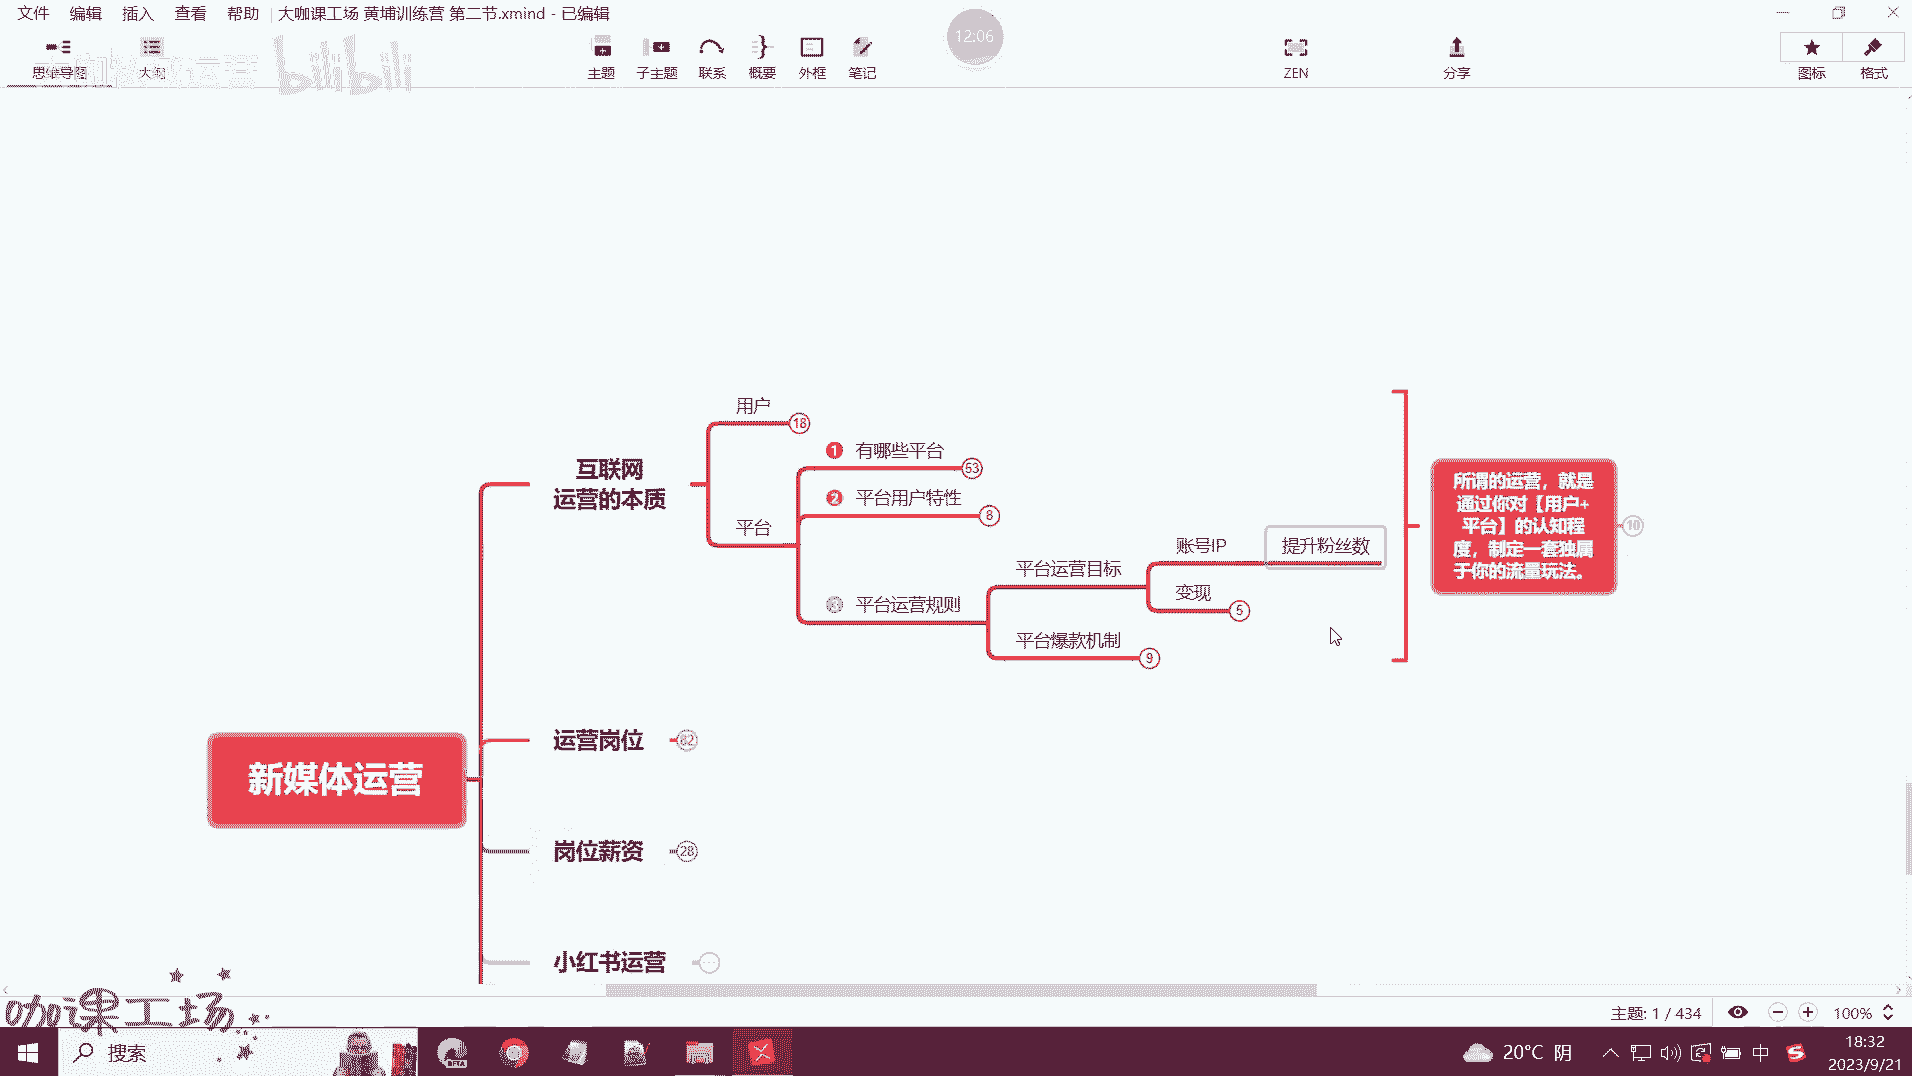 文件 编辑 插入 查看 帮助 大咖课工场 黄埔训练营 第二节.xmind - 已编辑
12:06
bilibili
思维导图 大纲 主题 子主题 联系 概要 外框 笔记 ZEN 分享 图标 格式
用户
18
1 有哪些平台
53
2 平台用户特性
8
互联网
运营的本质
平台
3 平台运营规则
平台运营目标
账号IP
提升粉丝数
变现
5
平台爆款机制
9
所谓的运营，就是
通过你对【用户+
平台】的认知程
度，制定一套独属
于你的流量玩法。
10
新媒体运营
运营岗位
82
岗位薪资
28
小红书运营
咖课工场
主题: 1 / 434
100%
搜索
BETA
20°C 阴
中
18:32
2023/9/21